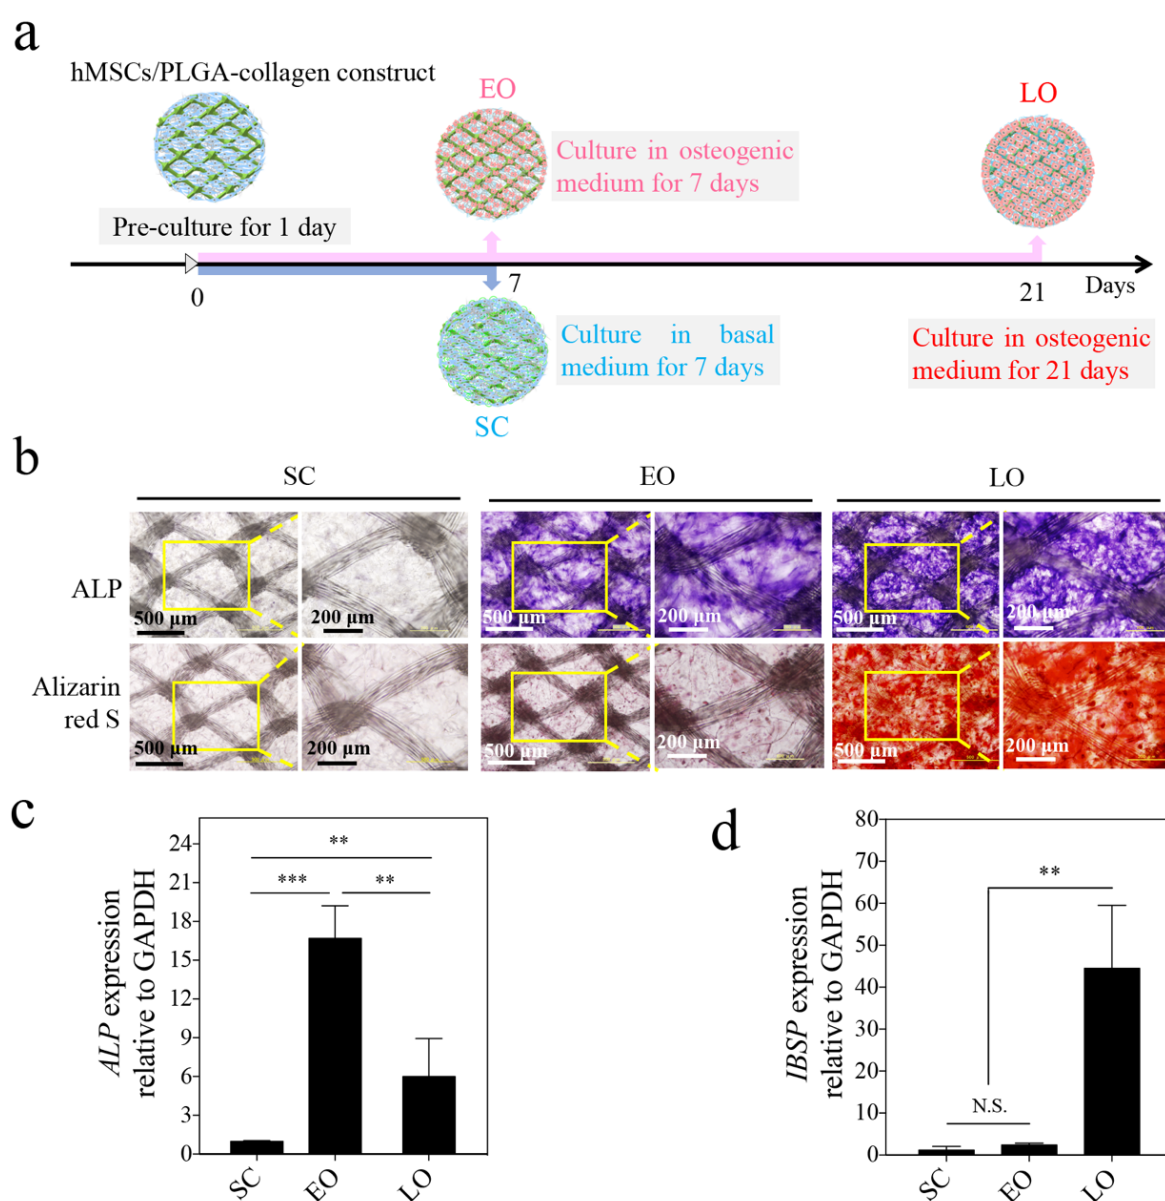 a
hMSCs/PLGA-collagen construct
EO
LO
Culture in osteogenic
medium for 7 days
Pre-culture for 1 day
0
7
21
Days
Culture in basal
medium for 7 days
Culture in osteogenic
medium for 21 days
SC
b
SC
EO
LO
ALP
500 µm
200 µm
500 µm
200 µm
500 µm
200 µm
Alizarin
red S
500 µm
200 µm
500 µm
200 µm
500 µm
200 µm
c
ALP expression
relative to GAPDH
24
21
18
15
12
9
6
3
0
**
***
**
SC
EO
LO
d
IBSP expression
relative to GAPDH
80
70
60
50
40
30
20
10
0
**
N.S.
SC
EO
LO